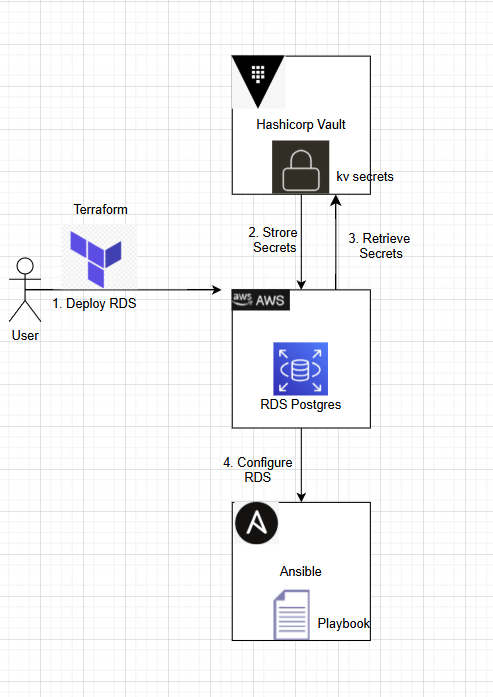 Hashicorp Vault
kv secrets
Terraform
2. Strore
Secrets
3. Retrieve
Secrets
1. Deploy RDS
User
aws AWS
RDS Postgres
4. Configure
RDS
Ansible
Playbook